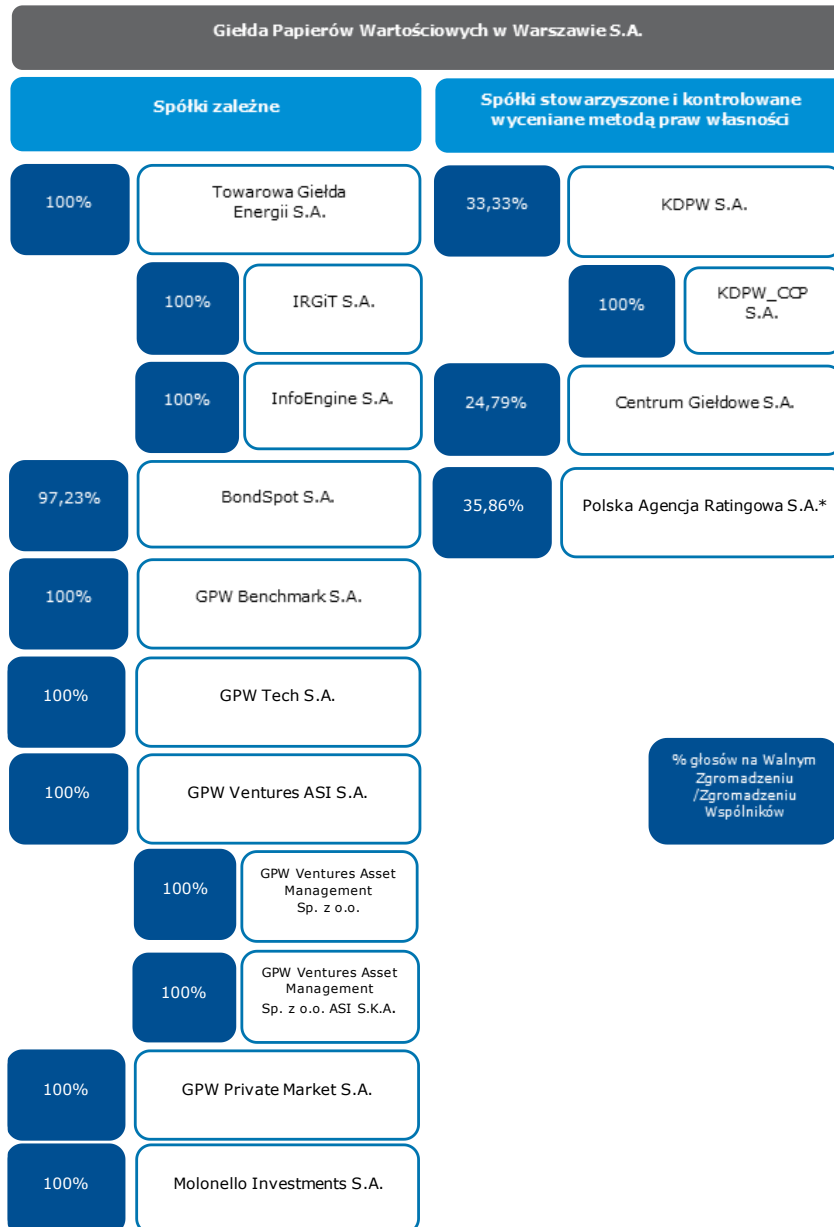 Giełda Papierów Wartościowych w Warszawie S.A.
Spółki zależne
100%
Towarowa Giełda
Energii S.A.
100%
IRGiT S.A.
100%
InfoEngine S.A.
97,23%
BondSpot S.A.
100%
GPW Benchmark S.A.
100%
GPW Tech S.A.
100%
GPW Ventures ASI S.A.
100%
GPW Ventures Asset
Management
Sp. z o.o.
100%
GPW Ventures Asset
Management
Sp. z o.o. ASI S.K.A.
100%
GPW Private Market S.A.
100%
Molonello Investments S.A.
Spółki stowarzyszone i kontrolowane
wyceniane metodą praw własności
33,33%
KDPW S.A.
100%
KDPW_CCP
S.A.
24,79%
Centrum Giełdowe S.A.
35,86%
Polska Agencja Ratingowa S.A.*
% głosów na Walnym
Zgromadzeniu
/Zgromadzeniu
Wspólników